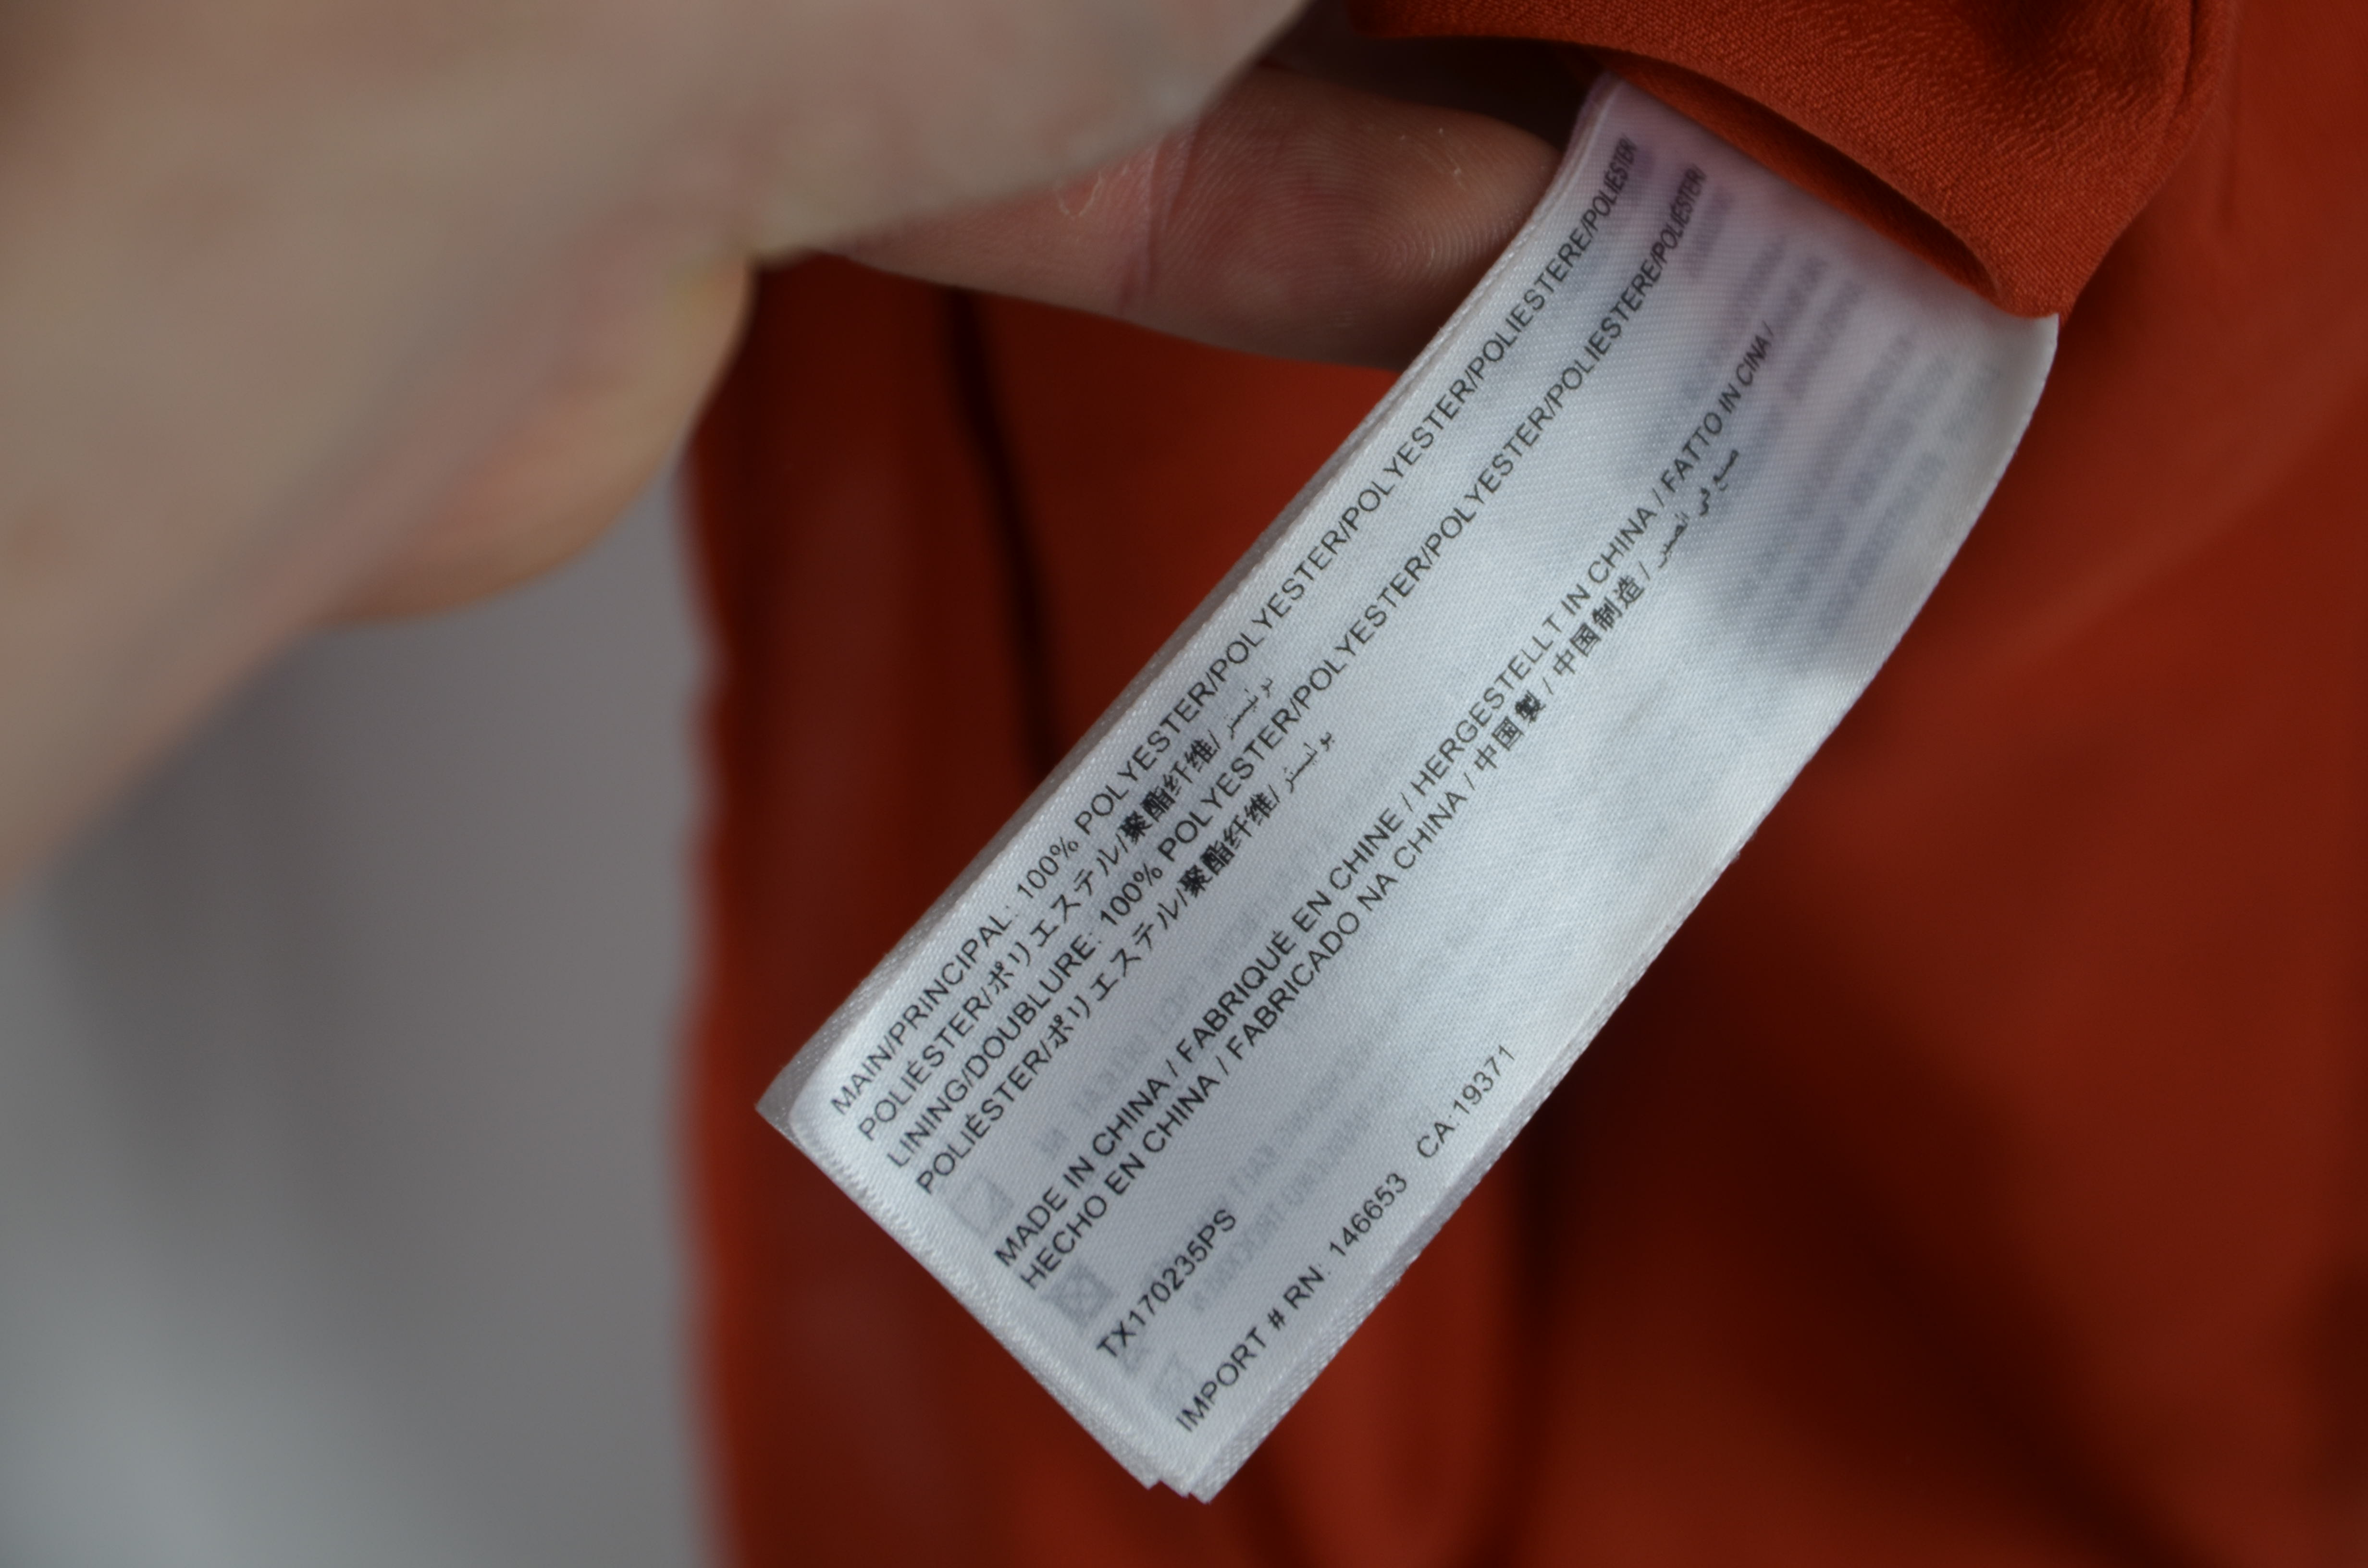 MAIN/PRINCIPAL: 100% POLYESTER/POLYESTER/POLYESTER/POLYESTER/POLIESTERE/POLIESTER/
POLIÉSTER/ポリエステル/聚酯纤维/ بوليستر
LINING/DOUBLURE: 100% POLYESTER/POLYESTER/POLYESTER/POLYESTER/POLIESTERE/POLIÉSTER/
POLIÉSTER/ポリエステル/聚酯纤维/ بوليستر
MADE IN CHINA / FABRIQUÉ EN CHINE / HERGESTELLT IN CHINA / FATTO IN CINA /
HECHO EN CHINA / FABRICADO NA CHINA / 中国製 / 中国制造 / صنع في الصين
TX170235PS
IMPORT # RN: 146653 CA:19371